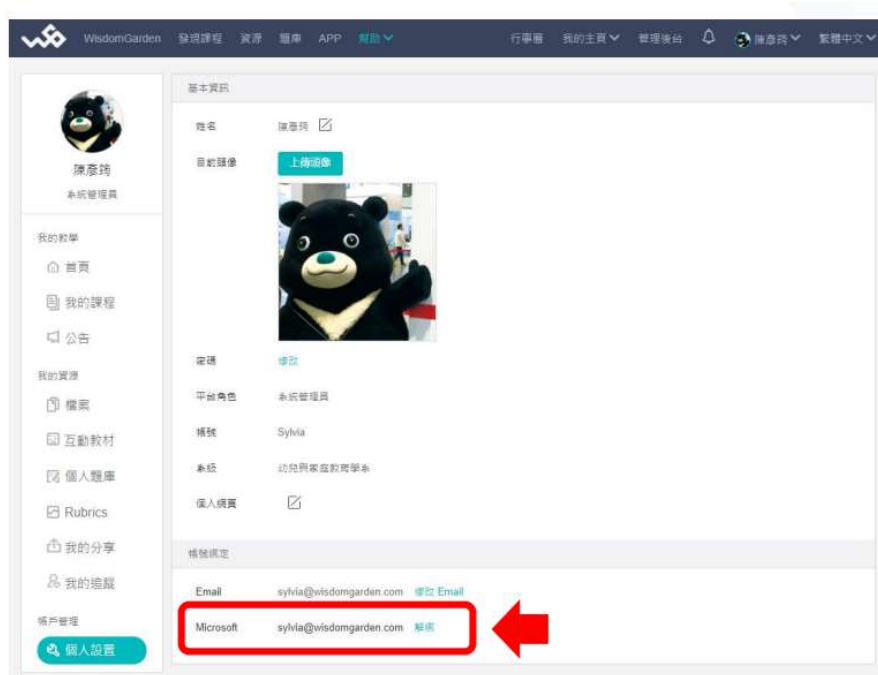 WisdomGarden 發現課程 資源 題庫 APP 幫助 行事曆 我的主頁 管理後台 陳彥筠 繁體中文
基本資訊
陳彥筠
系統管理員
姓名 陳彥筠
目前頭像 上傳頭像
我的教學
首頁
我的課程
公告
我的資源
檔案
互動教材
個人題庫
Rubrics
我的分享
我的追蹤
帳戶管理
個人設置
密碼 修改
平台角色 系統管理員
帳號 Sylvia
系級 幼兒與家庭教育學系
個人網頁
帳號綁定
Email sylvia@wisdomgarden.com 修改 Email
Microsoft sylvia@wisdomgarden.com 解綁